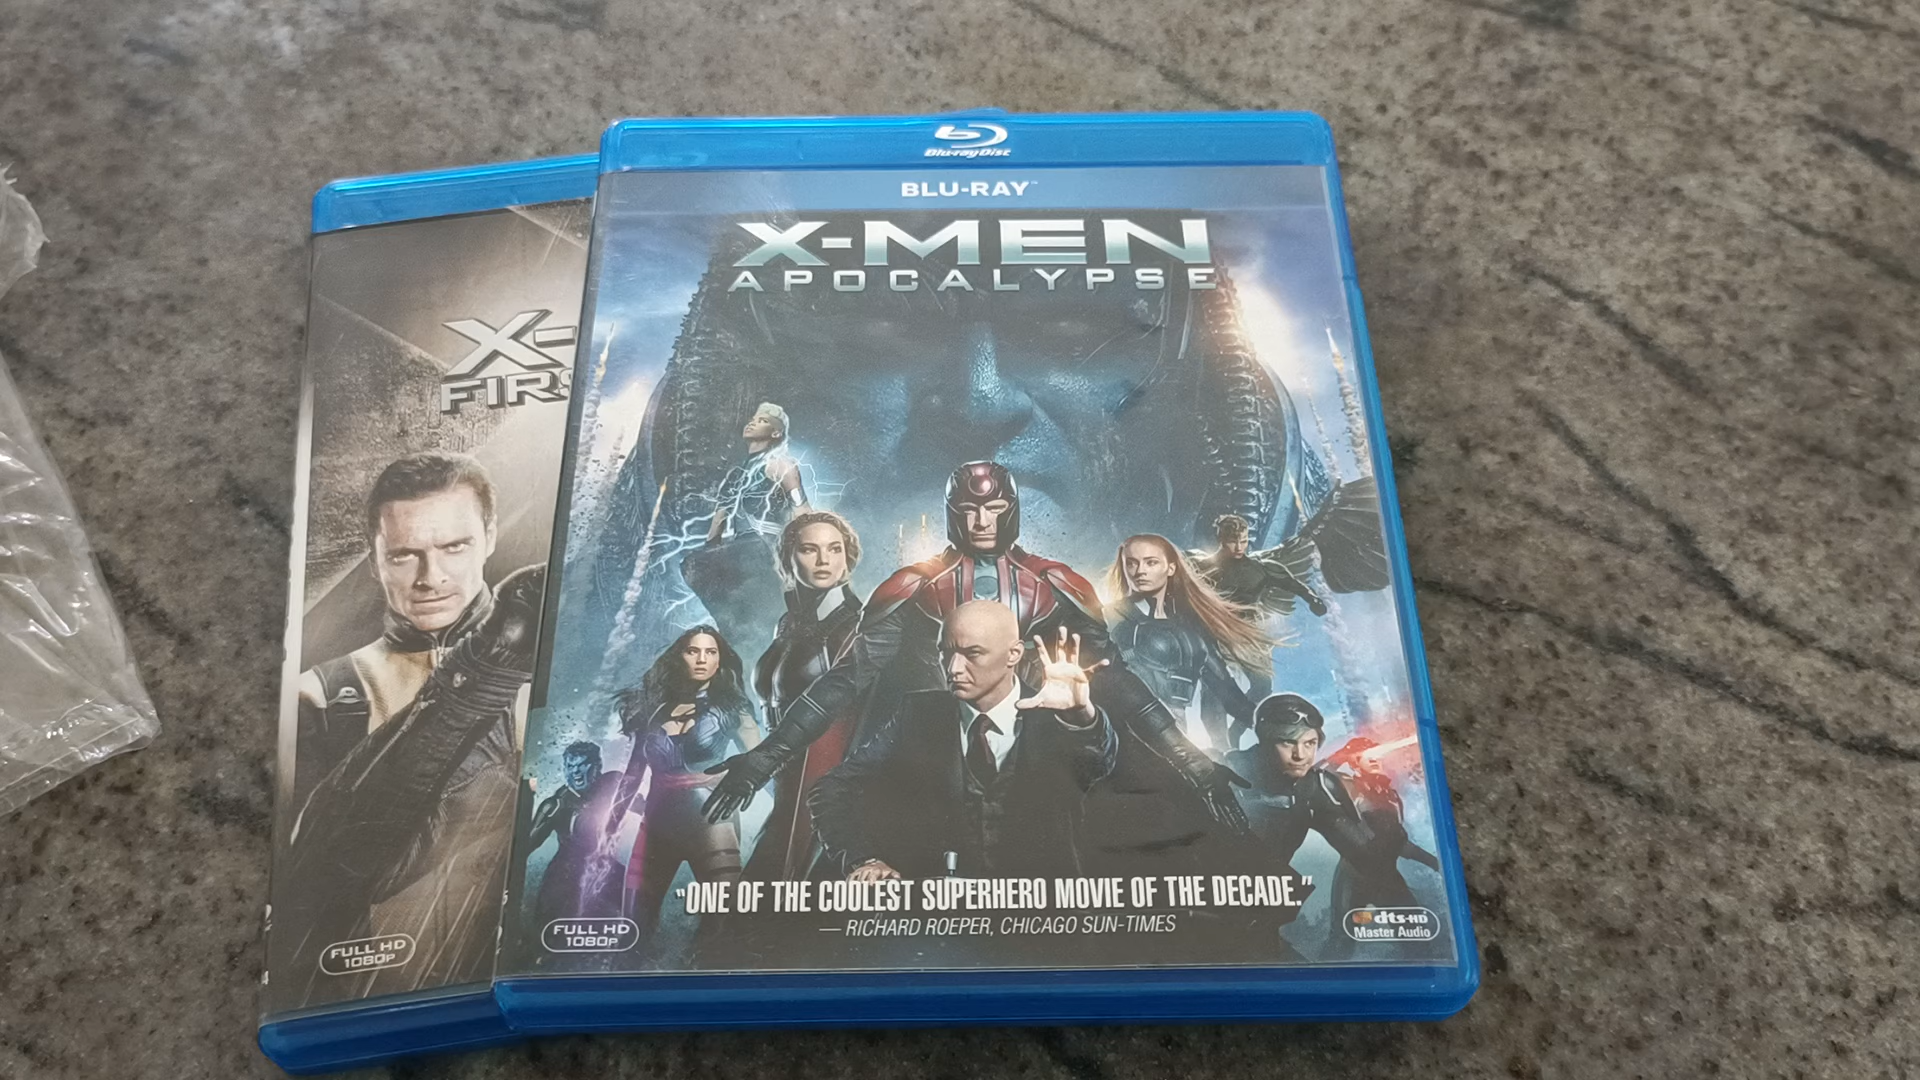 Blu-ray Disc
BLU-RAY™
X-MEN
APOCALYPSE
"ONE OF THE COOLEST SUPERHERO MOVIE OF THE DECADE."
— RICHARD ROEPER, CHICAGO SUN-TIMES
FULL HD
1080p
dts-HD
Master Audio
X-
FIRS
FULL HD
1080p